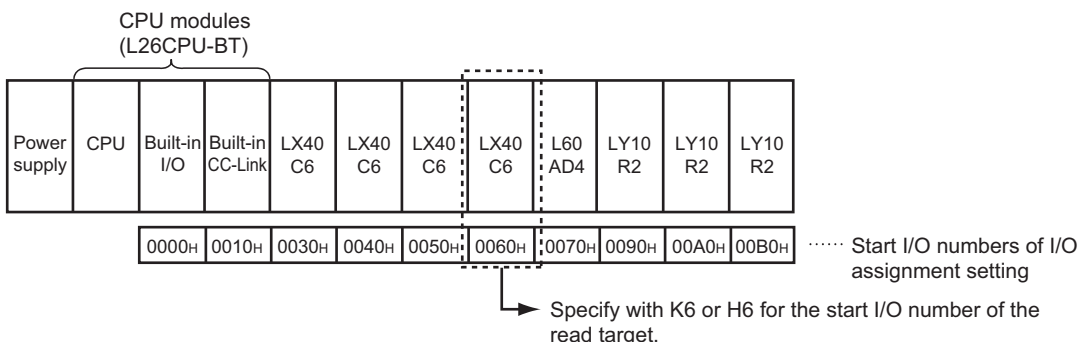 CPU modules
(L26CPU-BT)
Power supply
CPU
Built-in I/O
Built-in CC-Link
LX40 C6
LX40 C6
LX40 C6
LX40 C6
L60 AD4
LY10 R2
LY10 R2
LY10 R2
0000H 0010H 0030H 0040H 0050H 0060H 0070H 0090H 00A0H 00B0H ······ Start I/O numbers of I/O
assignment setting
Specify with K6 or H6 for the start I/O number of the
read target.